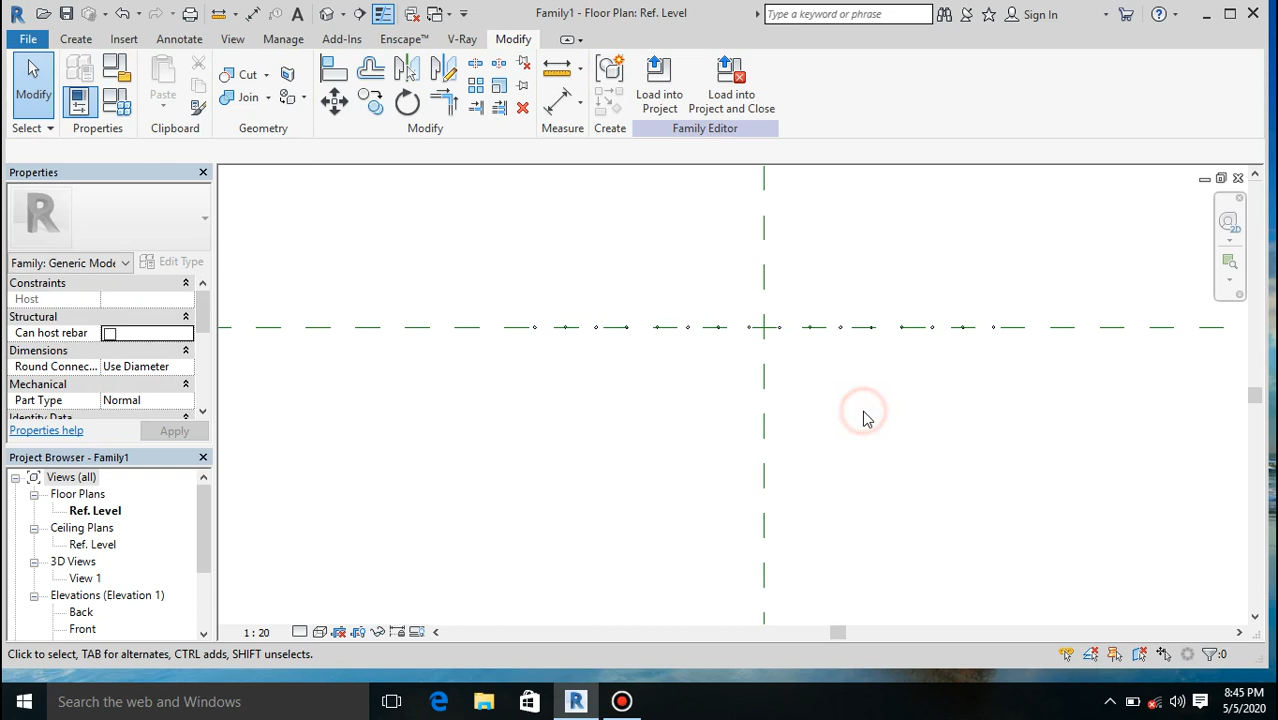 Family1 - Floor Plan: Ref. Level
Type a keyword or phrase
Sign In
File
Create
Insert
Annotate
View
Manage
Add-Ins
Enscape™
V-Ray
Modify
Modify
Paste
Cut
Join
Load into
Project
Load into
Project and Close
Select
Properties
Clipboard
Geometry
Modify
Measure
Create
Family Editor
Properties
R
Family: Generic Mode
Edit Type
Constraints
Host
Structural
Can host rebar
Dimensions
Round Connec...
Use Diameter
Mechanical
Part Type
Normal
Identity Data
Properties help
Apply
Project Browser - Family1
Views (all)
Floor Plans
Ref. Level
Ceiling Plans
Ref. Level
3D Views
View 1
Elevations (Elevation 1)
Back
Front
2D
1 : 20
Click to select, TAB for alternates, CTRL adds, SHIFT unselects.
:0
Search the web and Windows
8:45 PM
5/5/2020